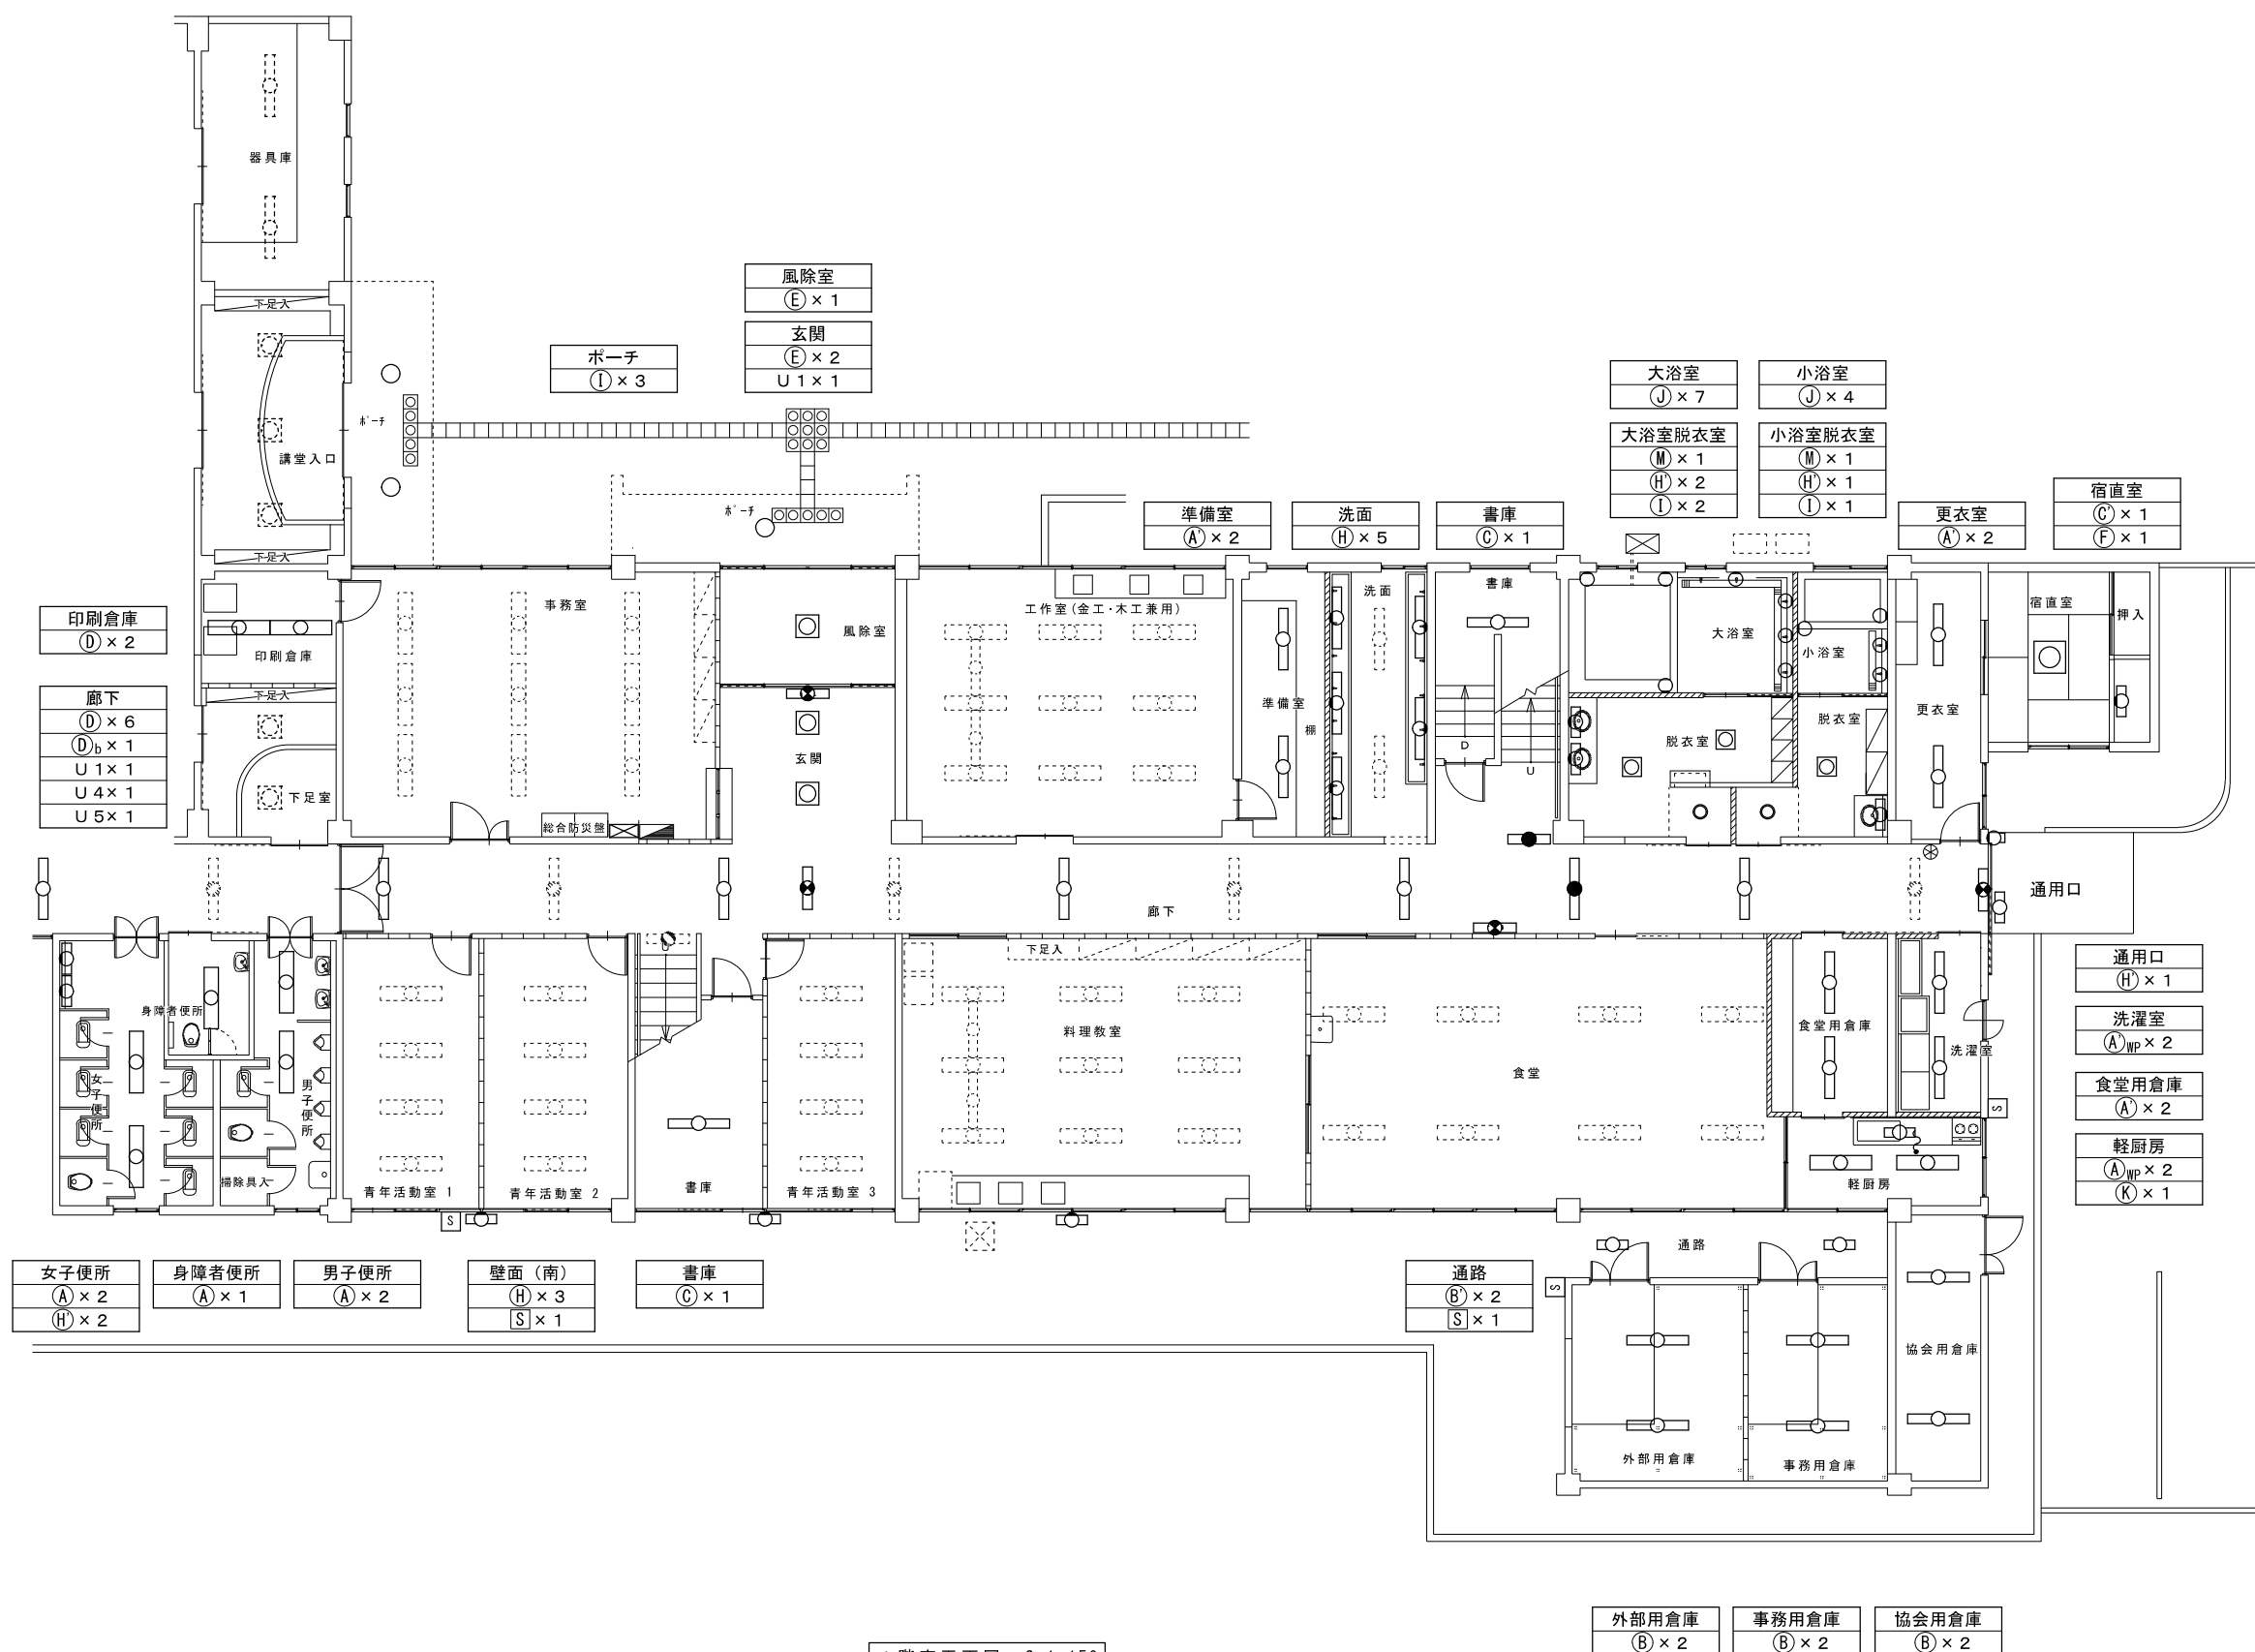 器具庫
下足入
講堂入口
下足入
ポーチ
ポーチ
風除室
Ⓔ × 1
玄関
Ⓔ × 2
U 1 × 1
ポーチ
Ⓘ × 3
大浴室
Ⓙ × 7
小浴室
Ⓙ × 4
大浴室脱衣室
Ⓜ × 1
H' × 2
Ⓘ × 2
小浴室脱衣室
Ⓜ × 1
H' × 1
Ⓘ × 1
準備室
A' × 2
洗面
Ⓗ × 5
書庫
Ⓒ × 1
更衣室
A' × 2
宿直室
C' × 1
Ⓕ × 1
印刷倉庫
Ⓓ × 2
廊下
Ⓓ × 6
Ⓓb × 1
U 1 × 1
U 4 × 1
U 5 × 1
印刷倉庫
下足入
下足室
事務室
総合防災盤
風除室
玄関
工作室(金工・木工兼用)
準備室
棚
洗面
書庫
D
U
大浴室
小浴室
脱衣室
脱衣室
更衣室
宿直室
押入
廊下
通用口
身障者便所
女子便所
男子便所
掃除具入
青年活動室 1
青年活動室 2
書庫
青年活動室 3
下足入
料理教室
食堂
食堂用倉庫
洗濯室
軽厨房
S
S
S
通用口
H' × 1
洗濯室
A'WP × 2
食堂用倉庫
A' × 2
軽厨房
ⒶWP × 2
Ⓚ × 1
女子便所
Ⓐ × 2
H' × 2
身障者便所
Ⓐ × 1
男子便所
Ⓐ × 2
壁面（南）
Ⓗ × 3
S × 1
書庫
Ⓒ × 1
通路
B' × 2
S × 1
通路
外部用倉庫
事務用倉庫
協会用倉庫
外部用倉庫
Ⓑ × 2
事務用倉庫
Ⓑ × 2
協会用倉庫
Ⓑ × 2